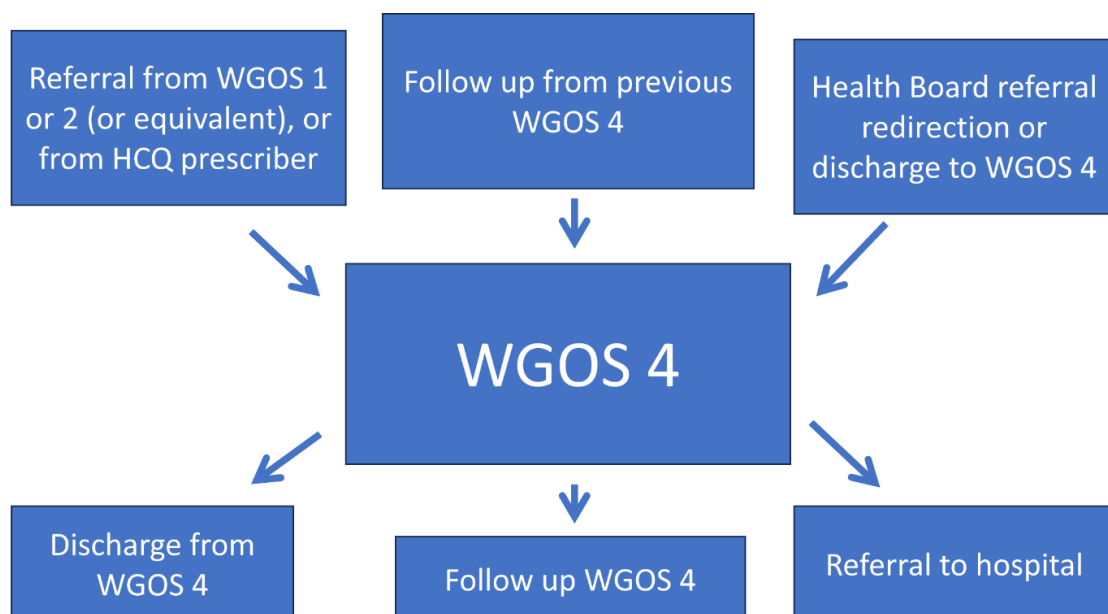 Referral from WGOS 1
or 2 (or equivalent), or
from HCQ prescriber
Follow up from previous
WGOS 4
Health Board referral
redirection or
discharge to WGOS 4
WGOS 4
Discharge from
WGOS 4
Follow up WGOS 4
Referral to hospital